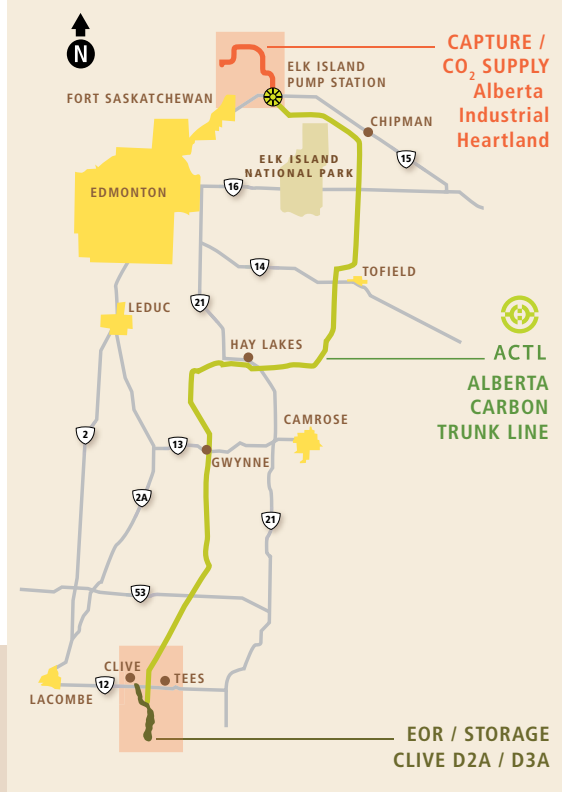 N
CAPTURE /
CO2 SUPPLY
Alberta
Industrial
Heartland
ELK ISLAND
PUMP STATION
FORT SASKATCHEWAN
CHIPMAN
15
ELK ISLAND
NATIONAL PARK
EDMONTON
16
14
TOFIELD
21
LEDUC
HAY LAKES
ACTL
ALBERTA
CARBON
TRUNK LINE
CAMROSE
2
13
GWYNNE
2A
21
53
CLIVE
TEES
12
LACOMBE
EOR / STORAGE
CLIVE D2A / D3A